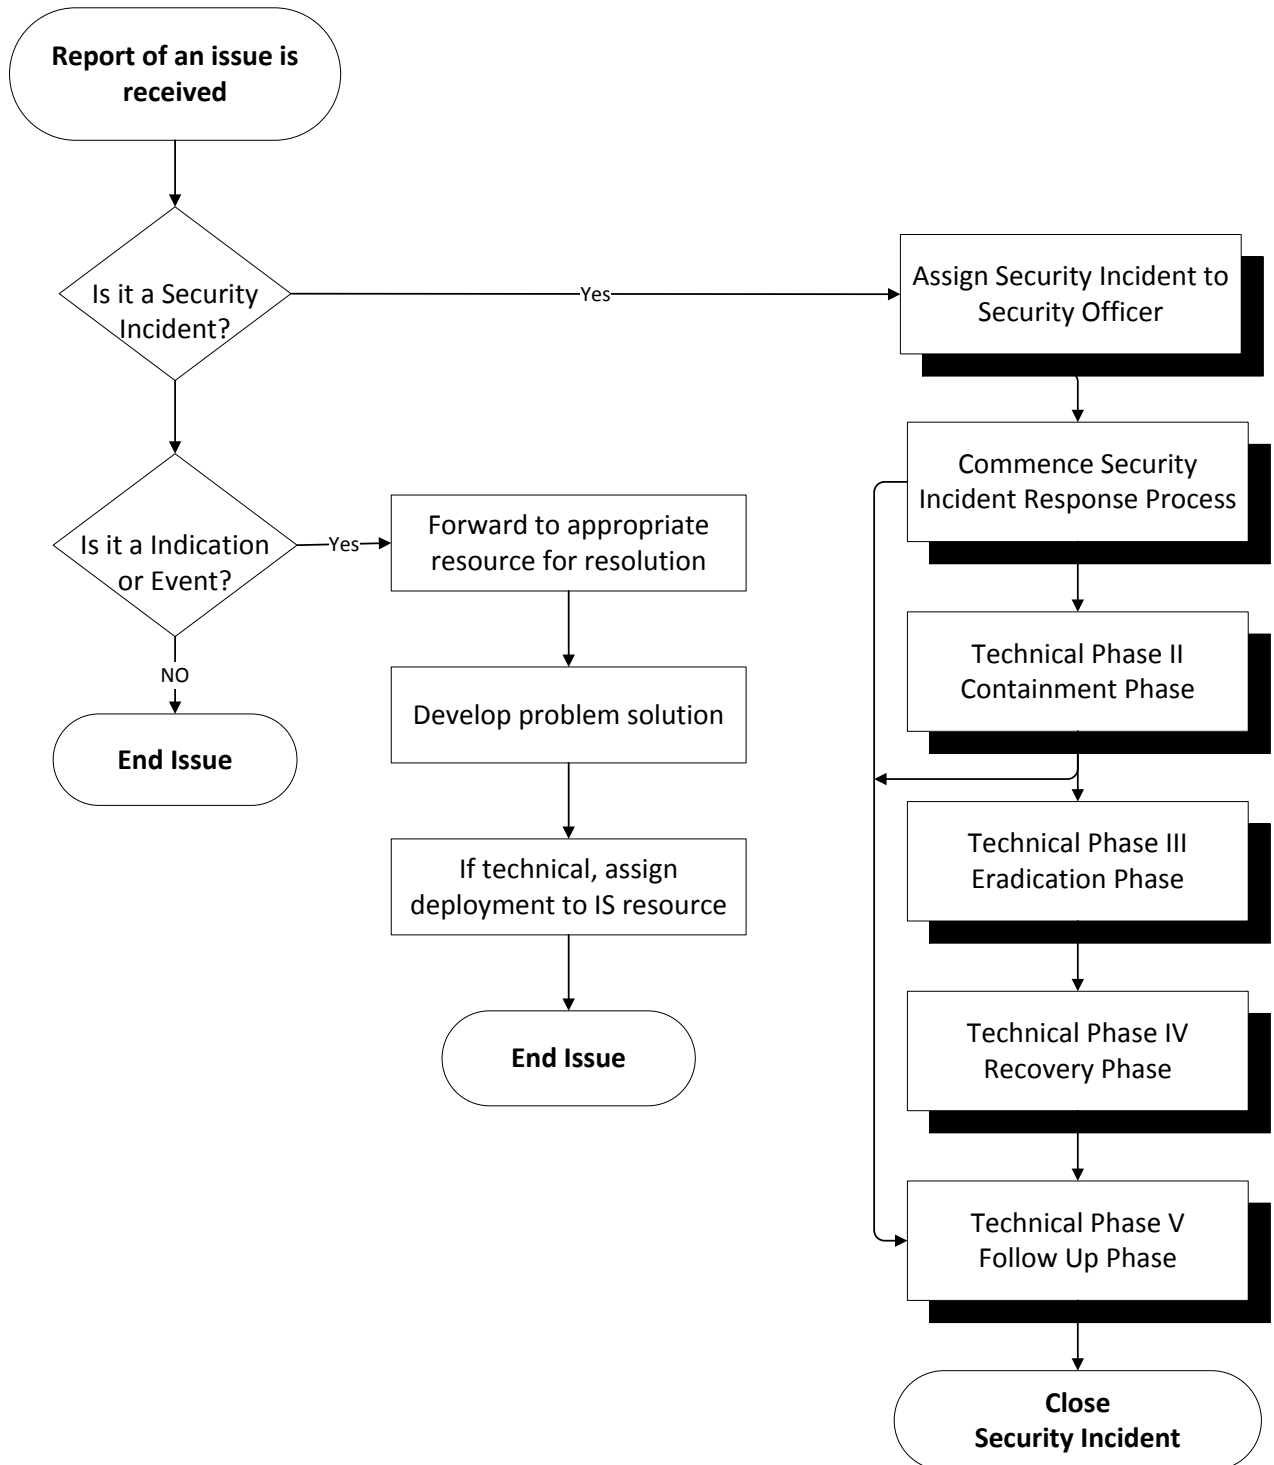 Report of an issue is
received
Is it a Security
Incident?
Yes
Assign Security Incident to
Security Officer
Commence Security
Incident Response Process
Is it a Indication
or Event?
Yes
Forward to appropriate
resource for resolution
NO
End Issue
Develop problem solution
If technical, assign
deployment to IS resource
End Issue
Technical Phase II
Containment Phase
Technical Phase III
Eradication Phase
Technical Phase IV
Recovery Phase
Technical Phase V
Follow Up Phase
Close
Security Incident